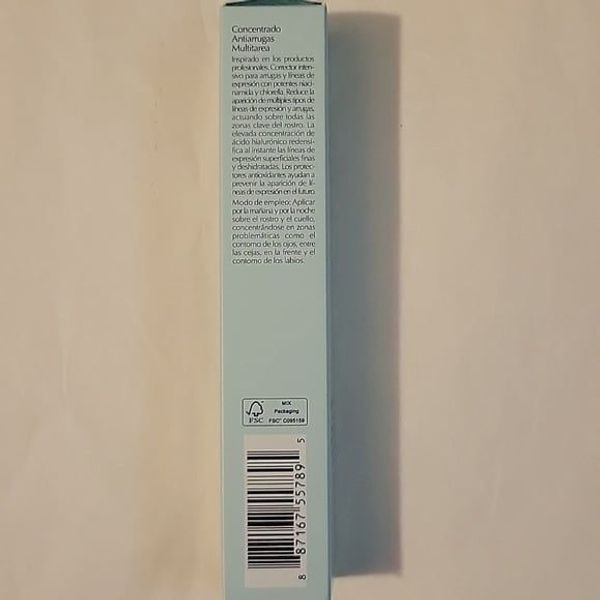 Concentrado
Antiarrugas
Multitarea
Inspirado en los productos
profesionales. Corrector inten-
sivo para arrugas y líneas de
expresión con potentes niaci-
namida y chlorella. Reduce la
aparición de múltiples tipos de
líneas de expresión y arrugas,
actuando sobre todas las
zonas clave del rostro. La
elevada concentración de
ácido hialurónico redensi-
fica al instante las líneas de
expresión superficiales finas
y deshidratadas. Los protec-
tores antioxidantes ayudan a
prevenir la aparición de lí-
neas de expresión en el futuro.
Modo de empleo: Aplicar
por la mañana y por la noche
sobre el rostro y el cuello,
concentrándose en zonas
problemáticas como el
contorno de los ojos, entre
las cejas, en la frente y el
contorno de los labios.
MIX
Packaging
FSC
FSC® C095159
8 87167 55789 5